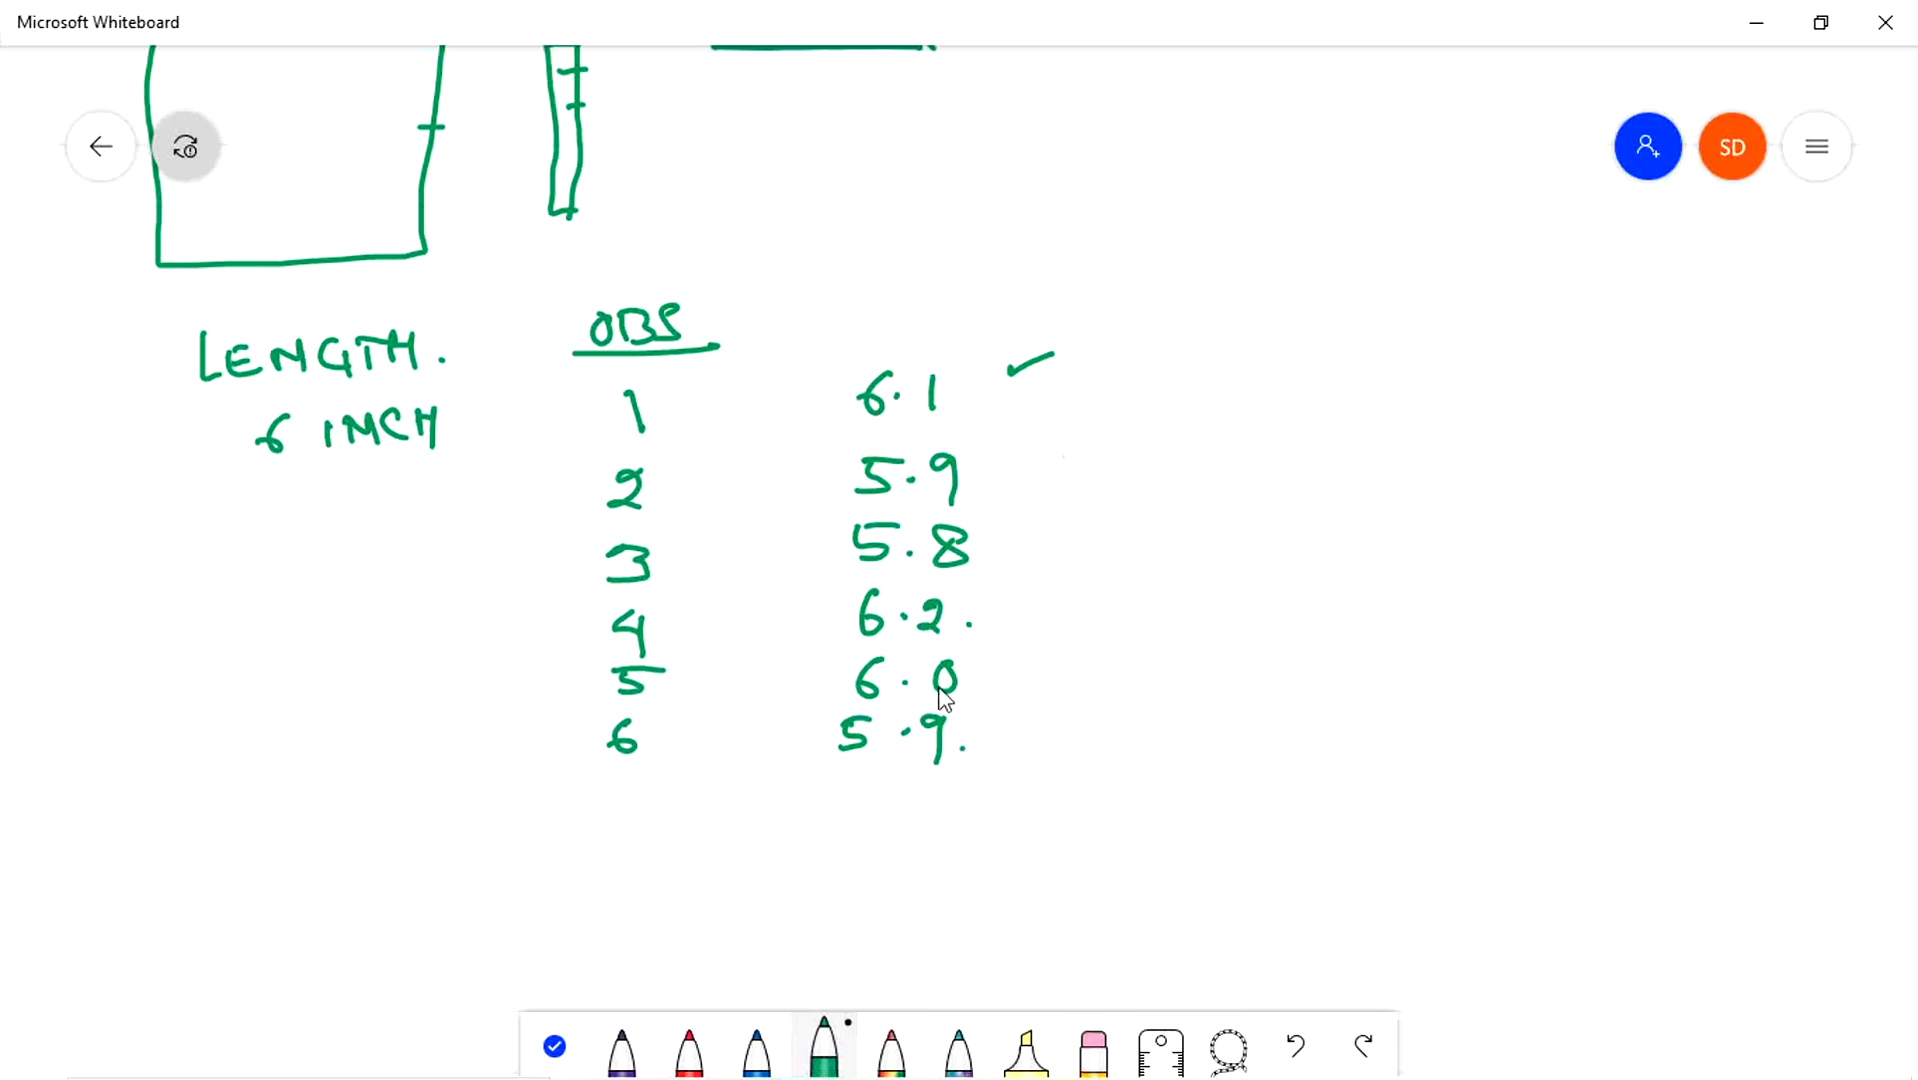 Microsoft Whiteboard
SD
LENGTH.
6 INCH
OBS
1 6.1
2 5.9
3 5.8
4 6.2.
5 6.0
6 5.9.